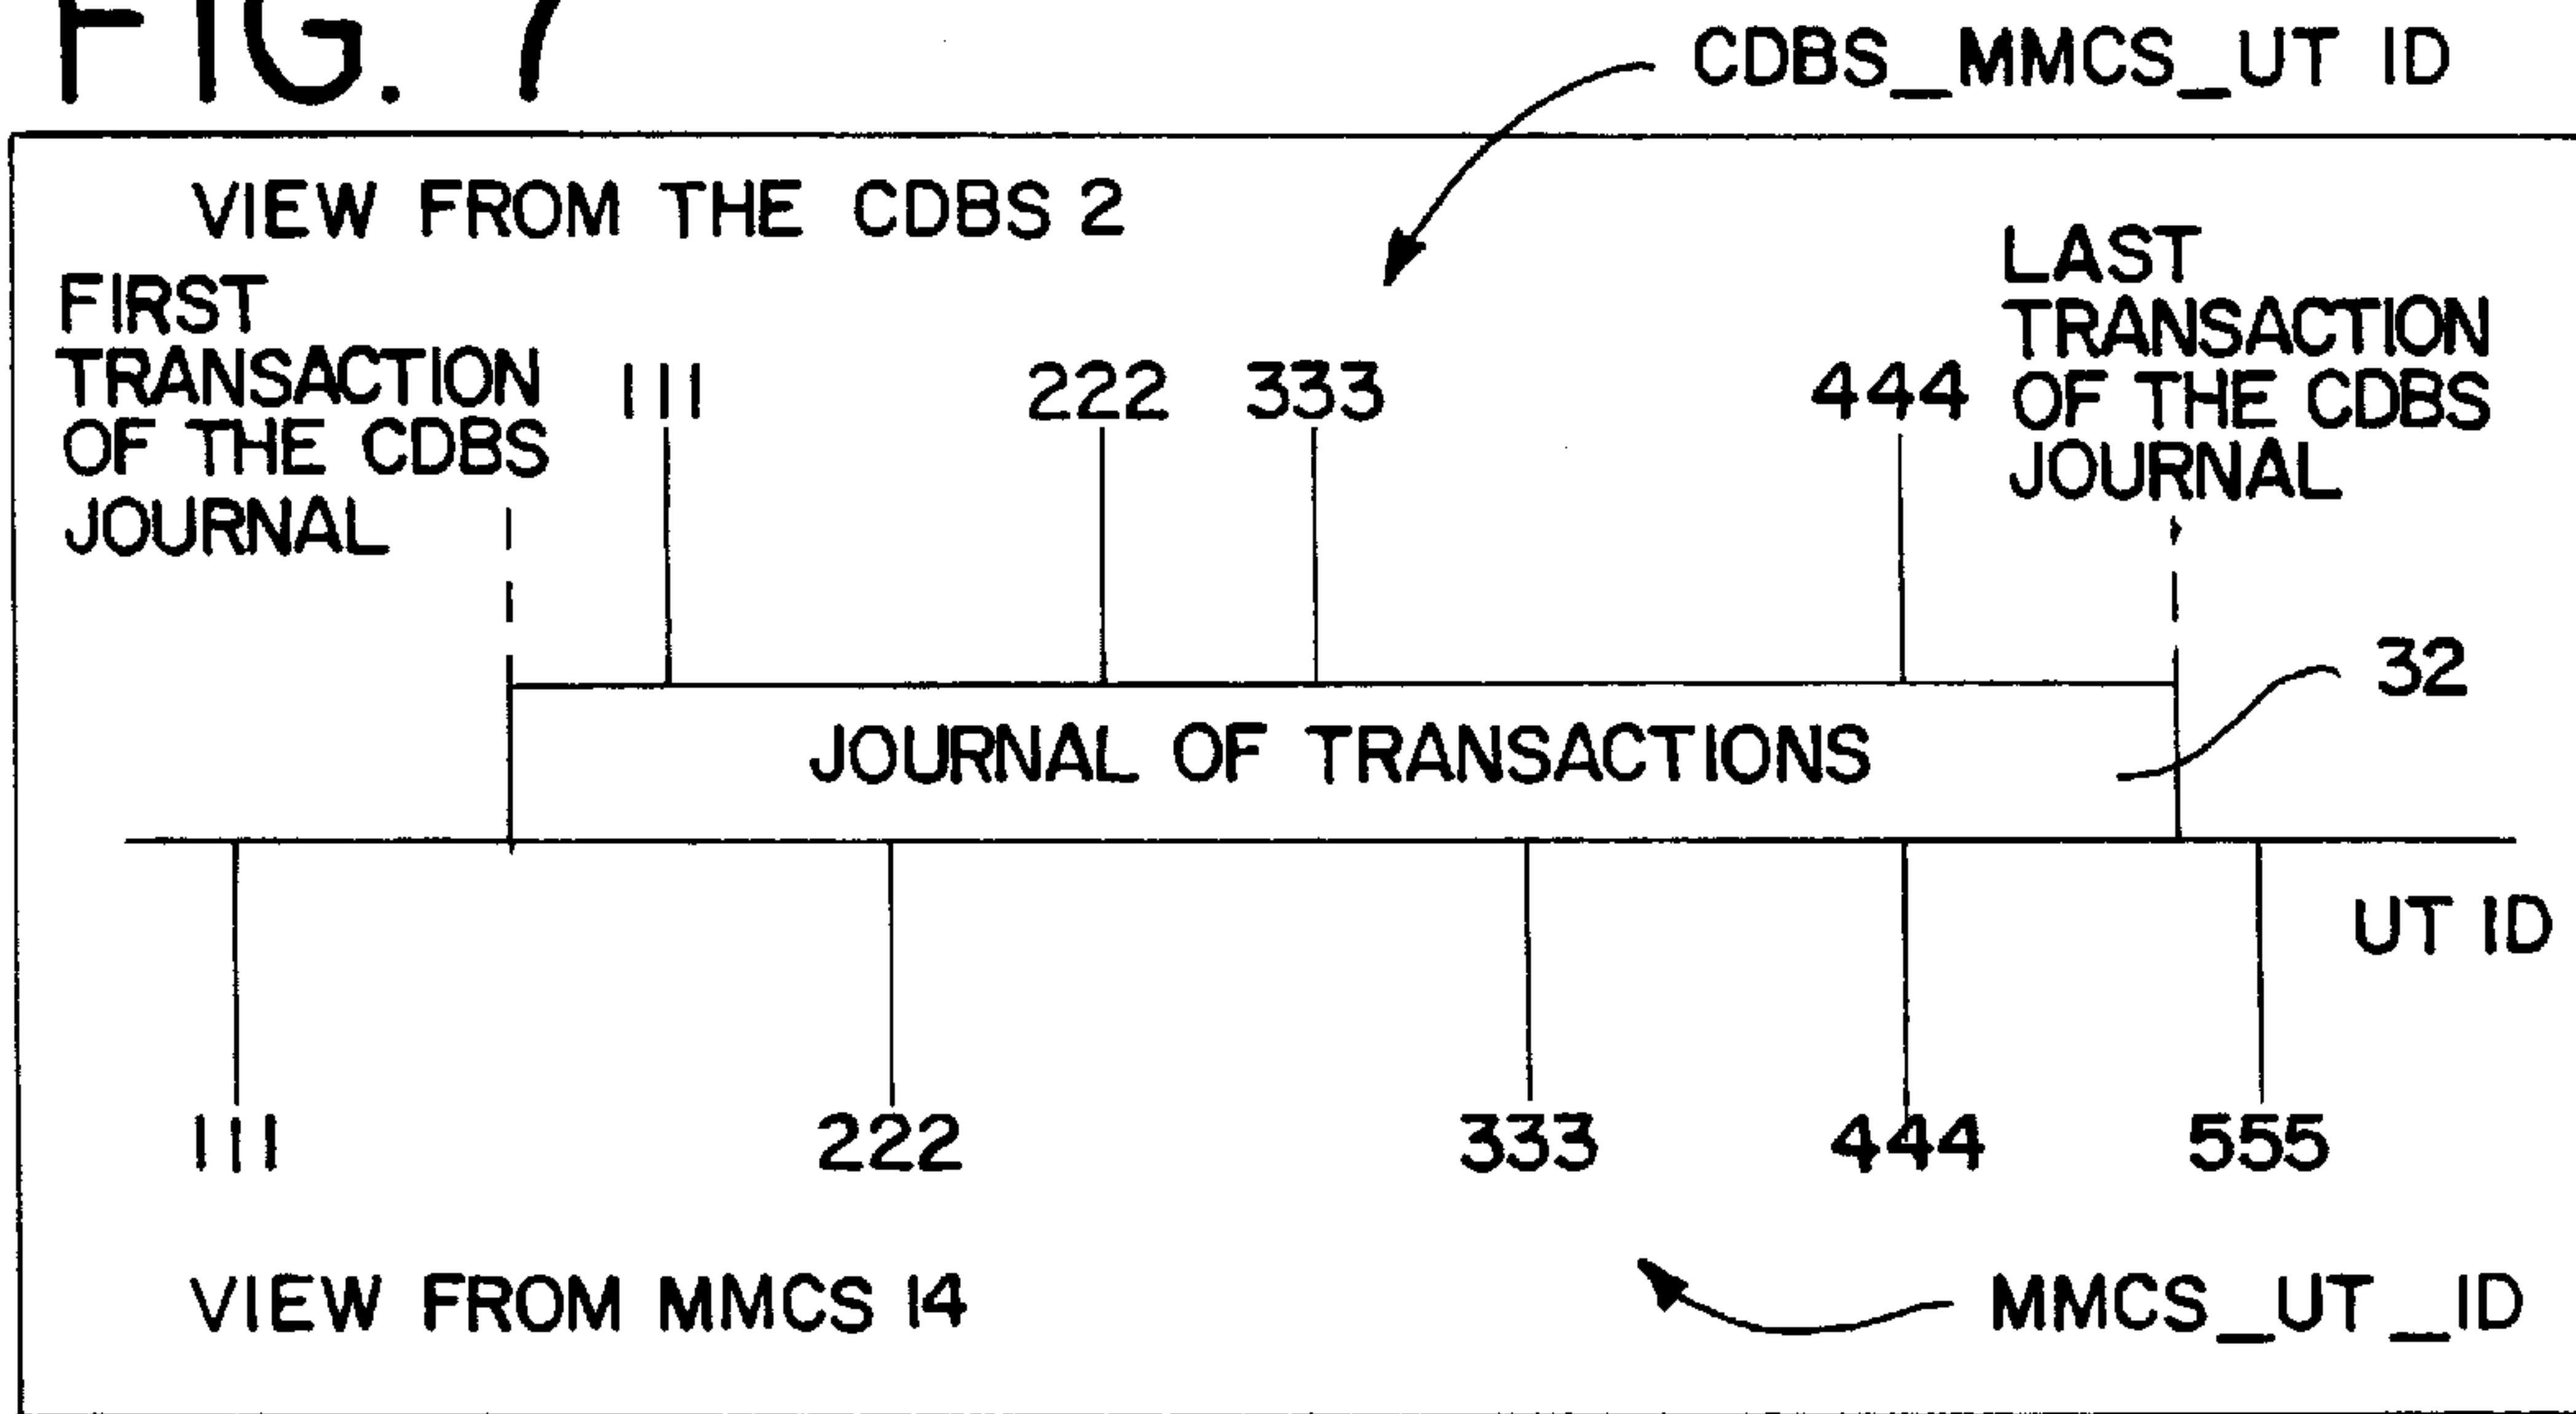 FIG. 7
CDBS_MMCS_UT ID
VIEW FROM THE CDBS 2
FIRST
TRANSACTION
OF THE CDBS
JOURNAL
111
222
333
444
LAST
TRANSACTION
OF THE CDBS
JOURNAL
32
JOURNAL OF TRANSACTIONS
UT ID
111
222
333
444
555
VIEW FROM MMCS 14
MMCS_UT_ID